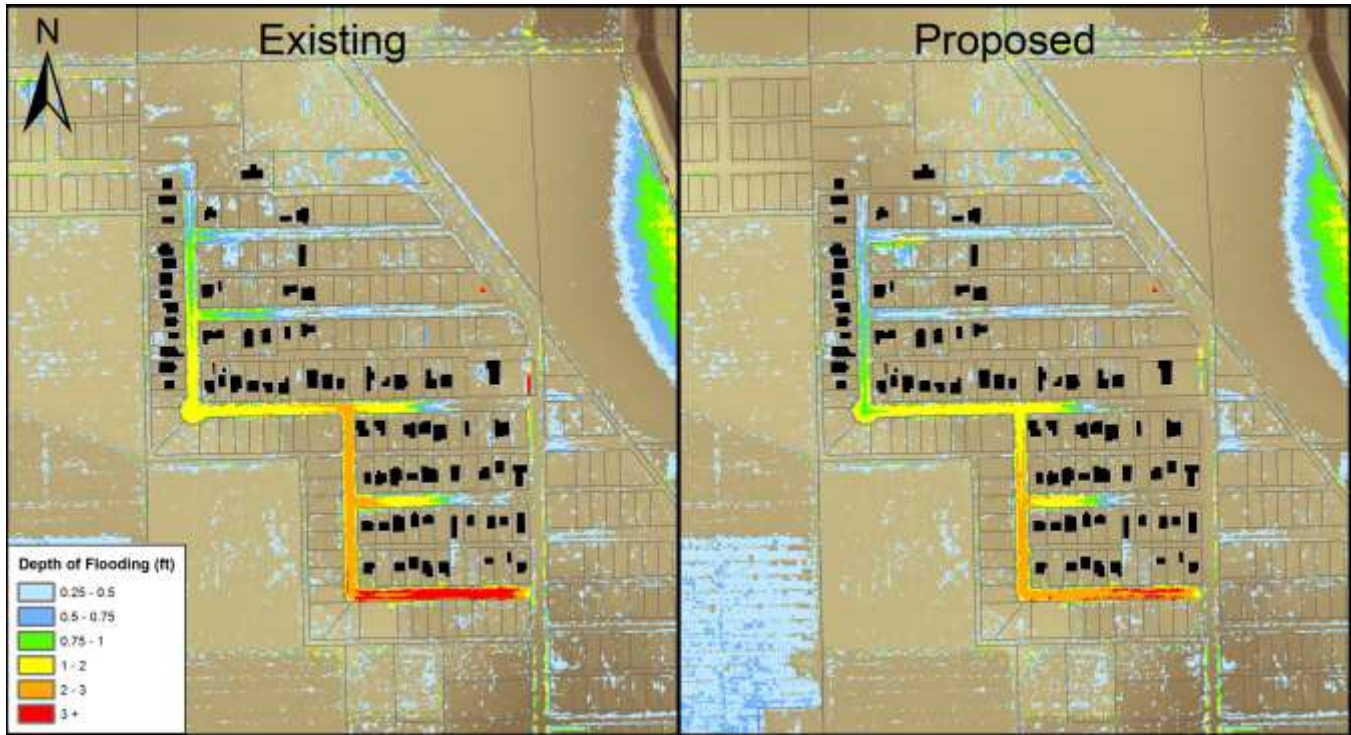 N
Existing
Proposed
Depth of Flooding (ft)
0.25 - 0.5
0.5 - 0.75
0.75 - 1
1 - 2
2 - 3
3 +